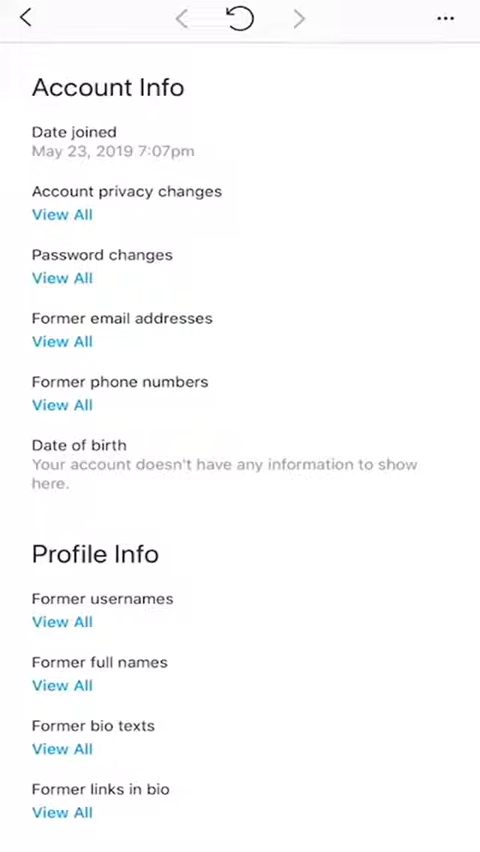 Account Info
Date joined
May 23, 2019 7:07pm
Account privacy changes
View All
Password changes
View All
Former email addresses
View All
Former phone numbers
View All
Date of birth
Your account doesn't have any information to show
here.
Profile Info
Former usernames
View All
Former full names
View All
Former bio texts
View All
Former links in bio
View All